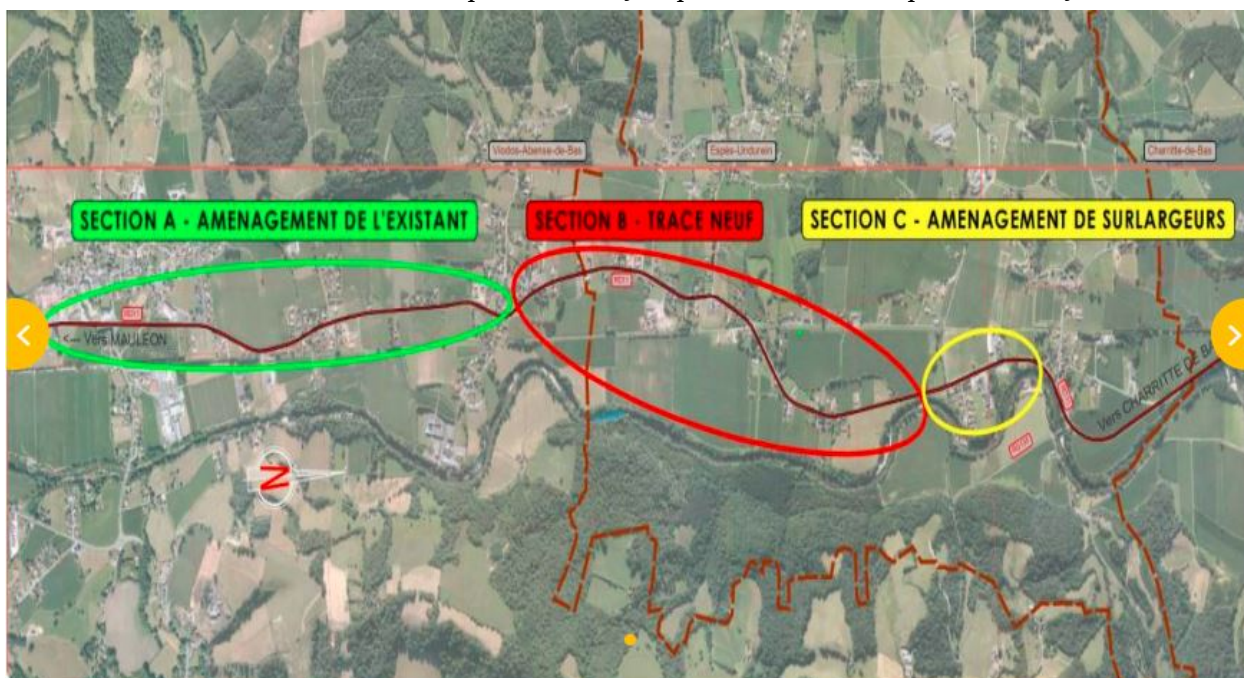 Viodos-Abense-de-Bas
Espès-Undurein
Charritte-de-Bas
SECTION A - AMENAGEMENT DE L'EXISTANT
SECTION B - TRACE NEUF
SECTION C - AMENAGEMENT DE SURLARGEURS
<--- Vers MAULEON
Vers CHARRITTE DE BA
N